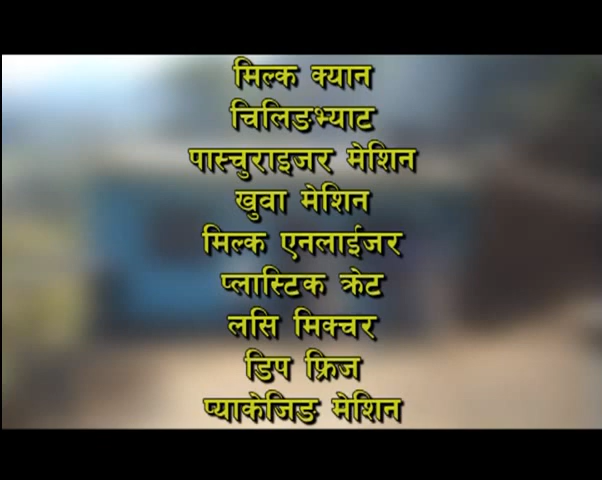 मिल्क क्यान
चिलिङभ्याट
पास्चुराइजर मेशिन
खुवा मेशिन
मिल्क एनलाईजर
प्लास्टिक क्रेट
लसि मिक्चर
डिप फ्रिज
प्याकेजिङ मेशिन